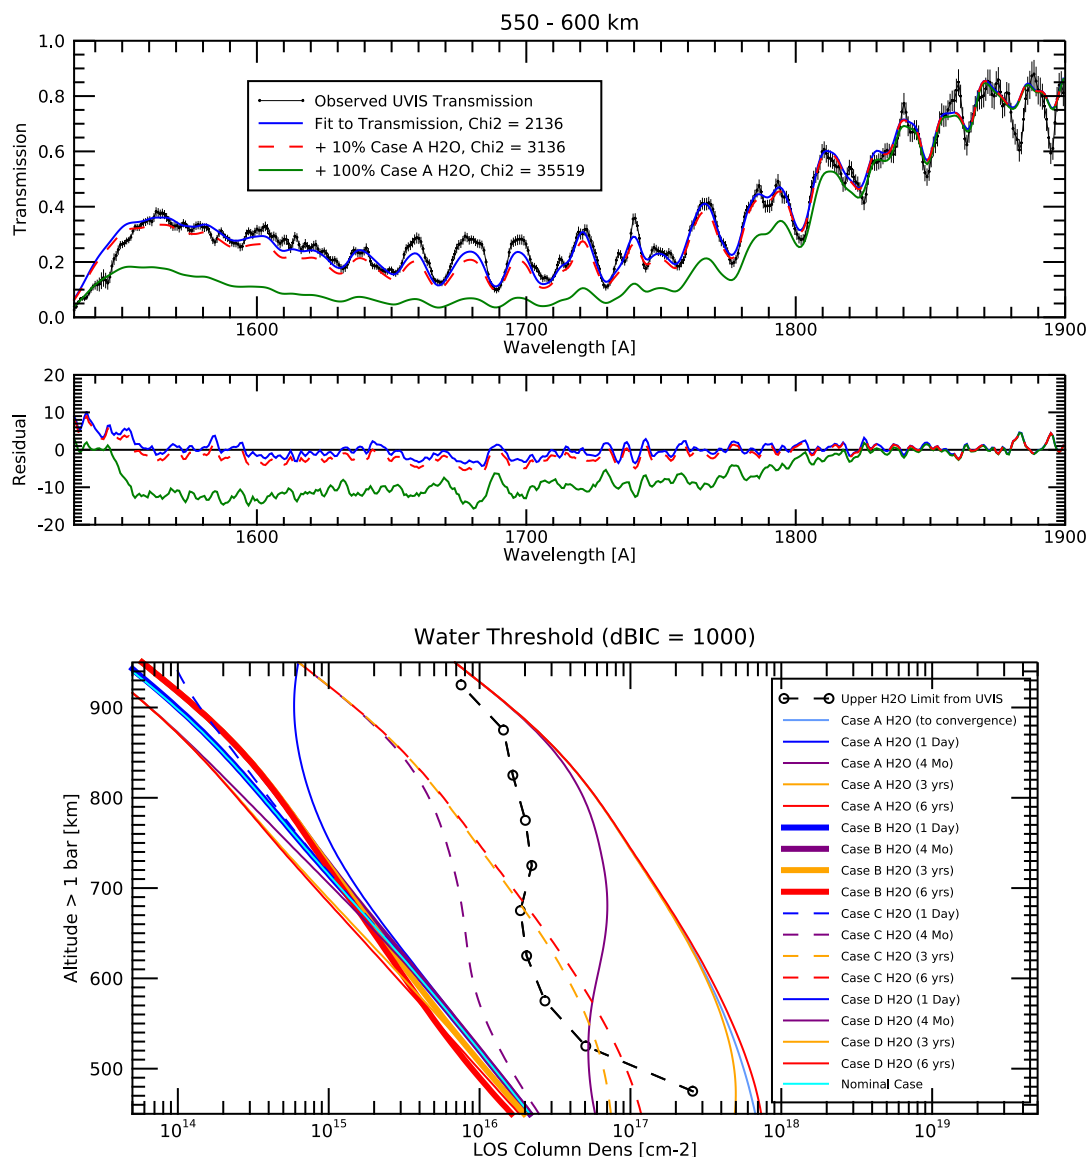 550 - 600 km
1.0
0.8
0.6
0.4
0.2
0.0
Transmission
Observed UVIS Transmission
Fit to Transmission, Chi2 = 2136
+ 10% Case A H2O, Chi2 = 3136
+ 100% Case A H2O, Chi2 = 35519
1600 1700 1800 1900
Wavelength [A]
20
10
0
-10
-20
Residual
1600 1700 1800 1900
Wavelength [A]
Water Threshold (dBIC = 1000)
900
800
700
600
500
Altitude > 1 bar [km]
Upper H2O Limit from UVIS
Case A H2O (to convergence)
Case A H2O (1 Day)
Case A H2O (4 Mo)
Case A H2O (3 yrs)
Case A H2O (6 yrs)
Case B H2O (1 Day)
Case B H2O (4 Mo)
Case B H2O (3 yrs)
Case B H2O (6 yrs)
Case C H2O (1 Day)
Case C H2O (4 Mo)
Case C H2O (3 yrs)
Case C H2O (6 yrs)
Case D H2O (1 Day)
Case D H2O (4 Mo)
Case D H2O (3 yrs)
Case D H2O (6 yrs)
Nominal Case
10^14 10^15 10^16 10^17 10^18 10^19
LOS Column Dens [cm-2]